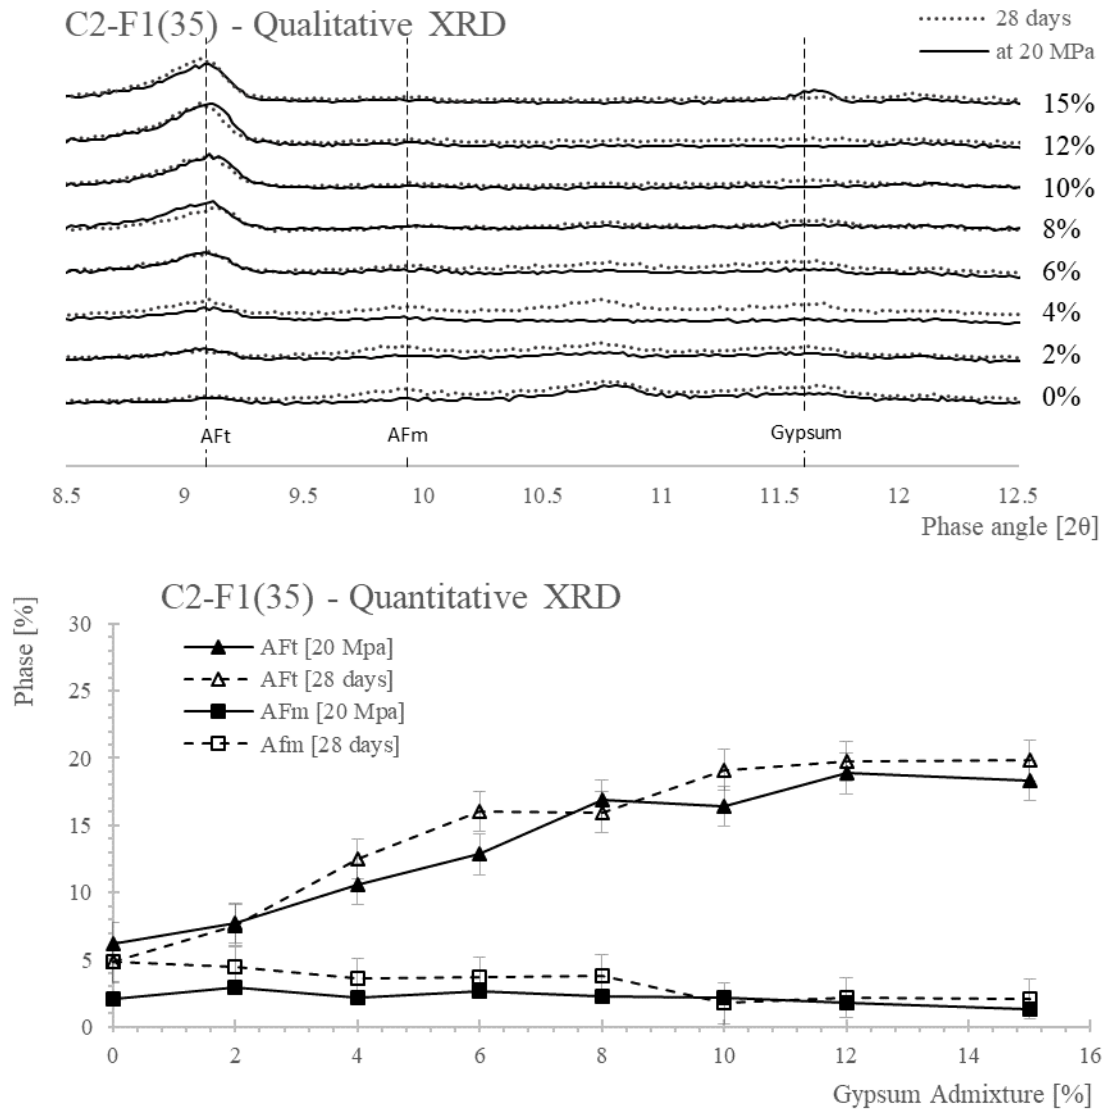 C2-F1(35) - Qualitative XRD
28 days
at 20 MPa
15%
12%
10%
8%
6%
4%
2%
0%
AFt AFm Gypsum
8.5 9 9.5 10 10.5 11 11.5 12 12.5
Phase angle [2θ]
C2-F1(35) - Quantitative XRD
Phase [%]
30
25
20
15
10
5
0
AFt [20 Mpa]
AFt [28 days]
AFm [20 Mpa]
Afm [28 days]
0 2 4 6 8 10 12 14 16
Gypsum Admixture [%]